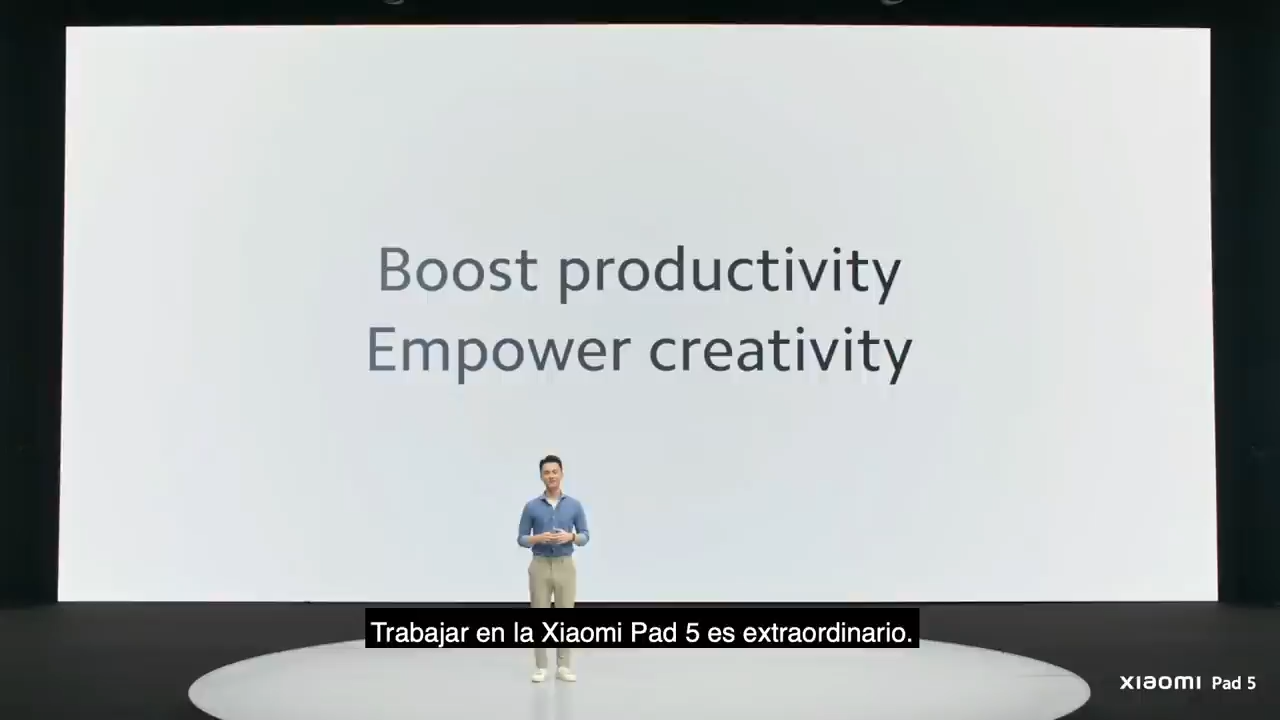 Boost productivity
Empower creativity
Trabajar en la Xiaomi Pad 5 es extraordinario.
xiaomi Pad 5